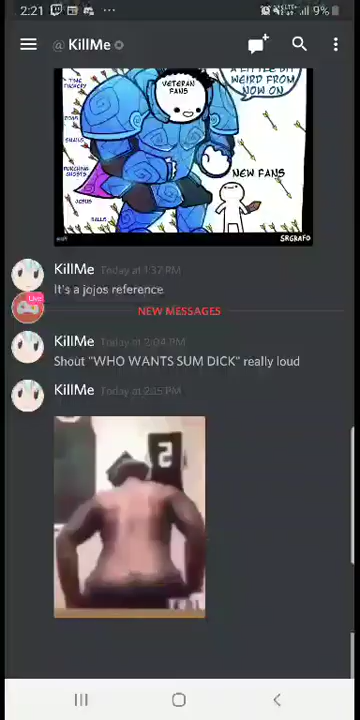 2:21
9%
@ KillMe
A LITTLE BIT
WEIRD FROM
NOW ON
VETERAN
FANS
NEW FANS
SRGRAFO
KillMe Today at 1:37 PM
It's a jojos reference
Live
NEW MESSAGES
KillMe Today at 2:04 PM
Shout "WHO WANTS SUM DICK" really loud
KillMe Today at 2:15 PM
5